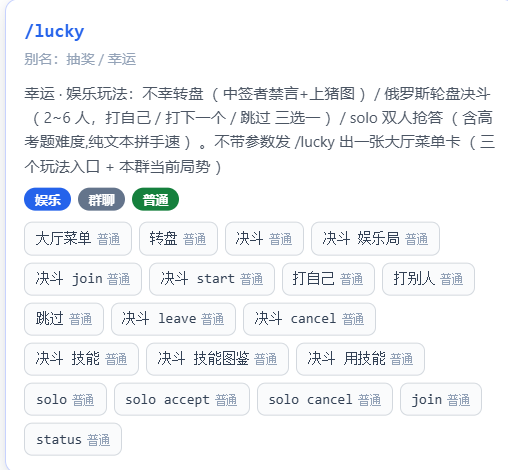 /lucky
别名：抽奖 / 幸运
幸运 · 娱乐玩法：不幸转盘（中签者禁言+上猪图）/ 俄罗斯轮盘决斗
（2~6 人，打自己 / 打下一个 / 跳过 三选一）/ solo 双人抢答（含高
考题难度,纯文本拼手速）。不带参数发 /lucky 出一张大厅菜单卡（三
个玩法入口 + 本群当前局势）
娱乐 群聊 普通
大厅菜单 普通 转盘 普通 决斗 普通 决斗 娱乐局 普通
决斗 join 普通 决斗 start 普通 打自己 普通 打别人 普通
跳过 普通 决斗 leave 普通 决斗 cancel 普通
决斗 技能 普通 决斗 技能图鉴 普通 决斗 用技能 普通
solo 普通 solo accept 普通 solo cancel 普通 join 普通
status 普通